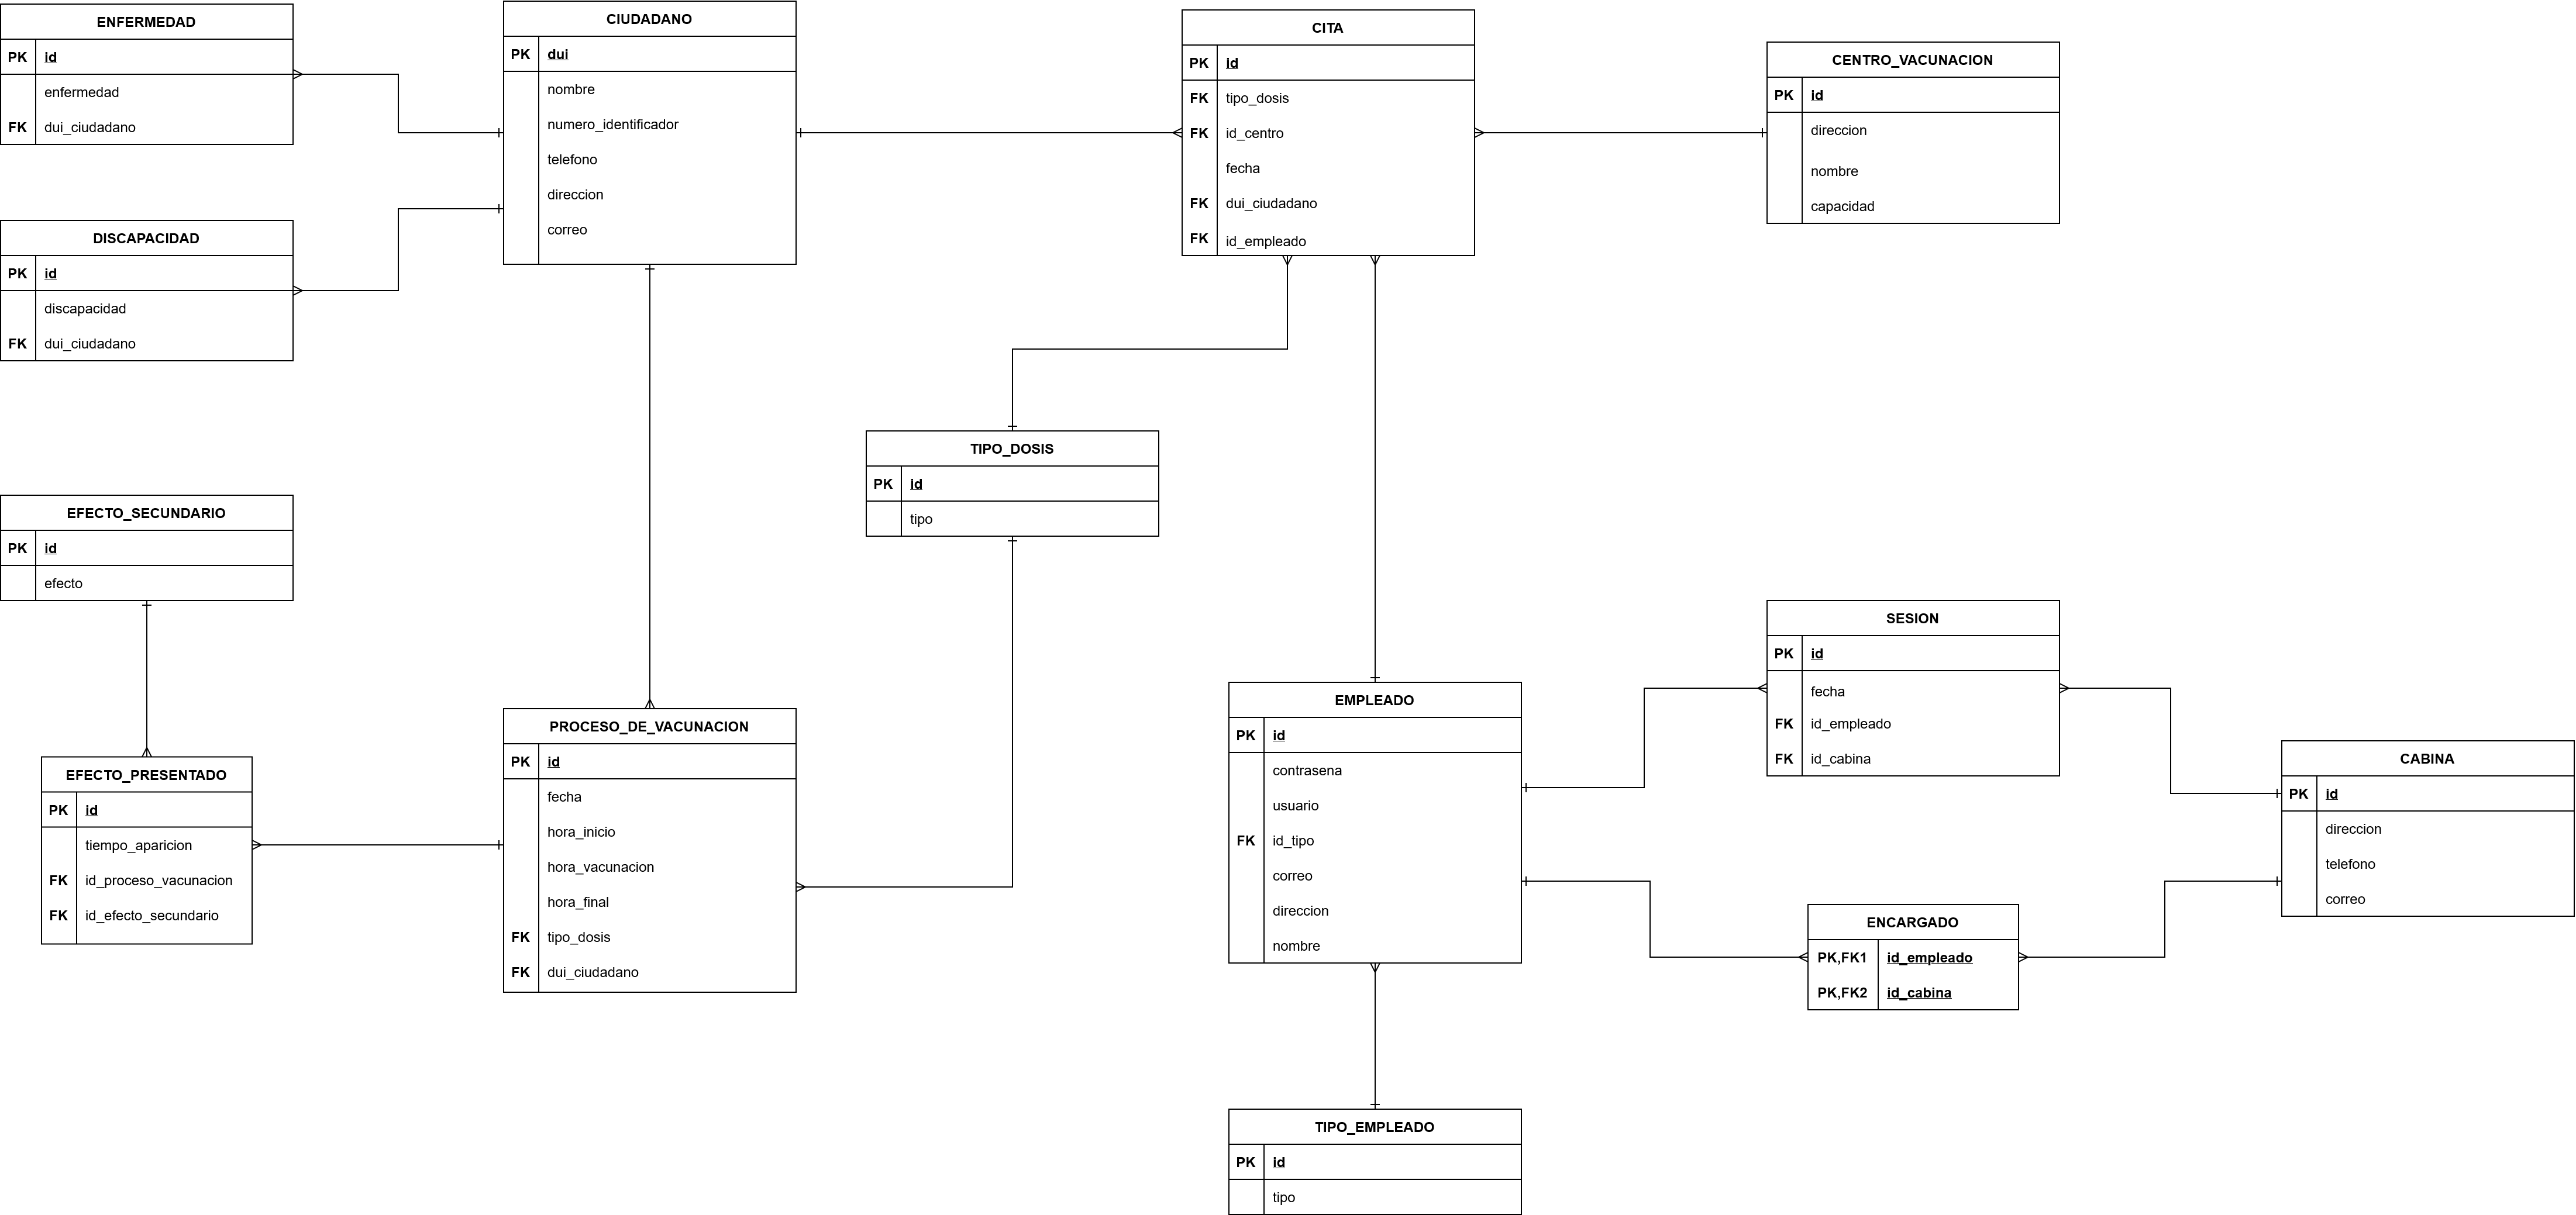 ENFERMEDAD
PK id
enfermedad
FK dui_ciudadano
CIUDADANO
PK dui
nombre
numero_identificador
telefono
direccion
correo
CITA
PK id
FK tipo_dosis
FK id_centro
fecha
FK dui_ciudadano
FK id_empleado
CENTRO_VACUNACION
PK id
direccion
nombre
capacidad
DISCAPACIDAD
PK id
discapacidad
FK dui_ciudadano
TIPO_DOSIS
PK id
tipo
EFECTO_SECUNDARIO
PK id
efecto
EFECTO_PRESENTADO
PK id
tiempo_aparicion
FK id_proceso_vacunacion
FK id_efecto_secundario
PROCESO_DE_VACUNACION
PK id
fecha
hora_inicio
hora_vacunacion
hora_final
FK tipo_dosis
FK dui_ciudadano
EMPLEADO
PK id
contrasena
usuario
FK id_tipo
correo
direccion
nombre
SESION
PK id
fecha
FK id_empleado
FK id_cabina
CABINA
PK id
direccion
telefono
correo
ENCARGADO
PK,FK1 id_empleado
PK,FK2 id_cabina
TIPO_EMPLEADO
PK id
tipo